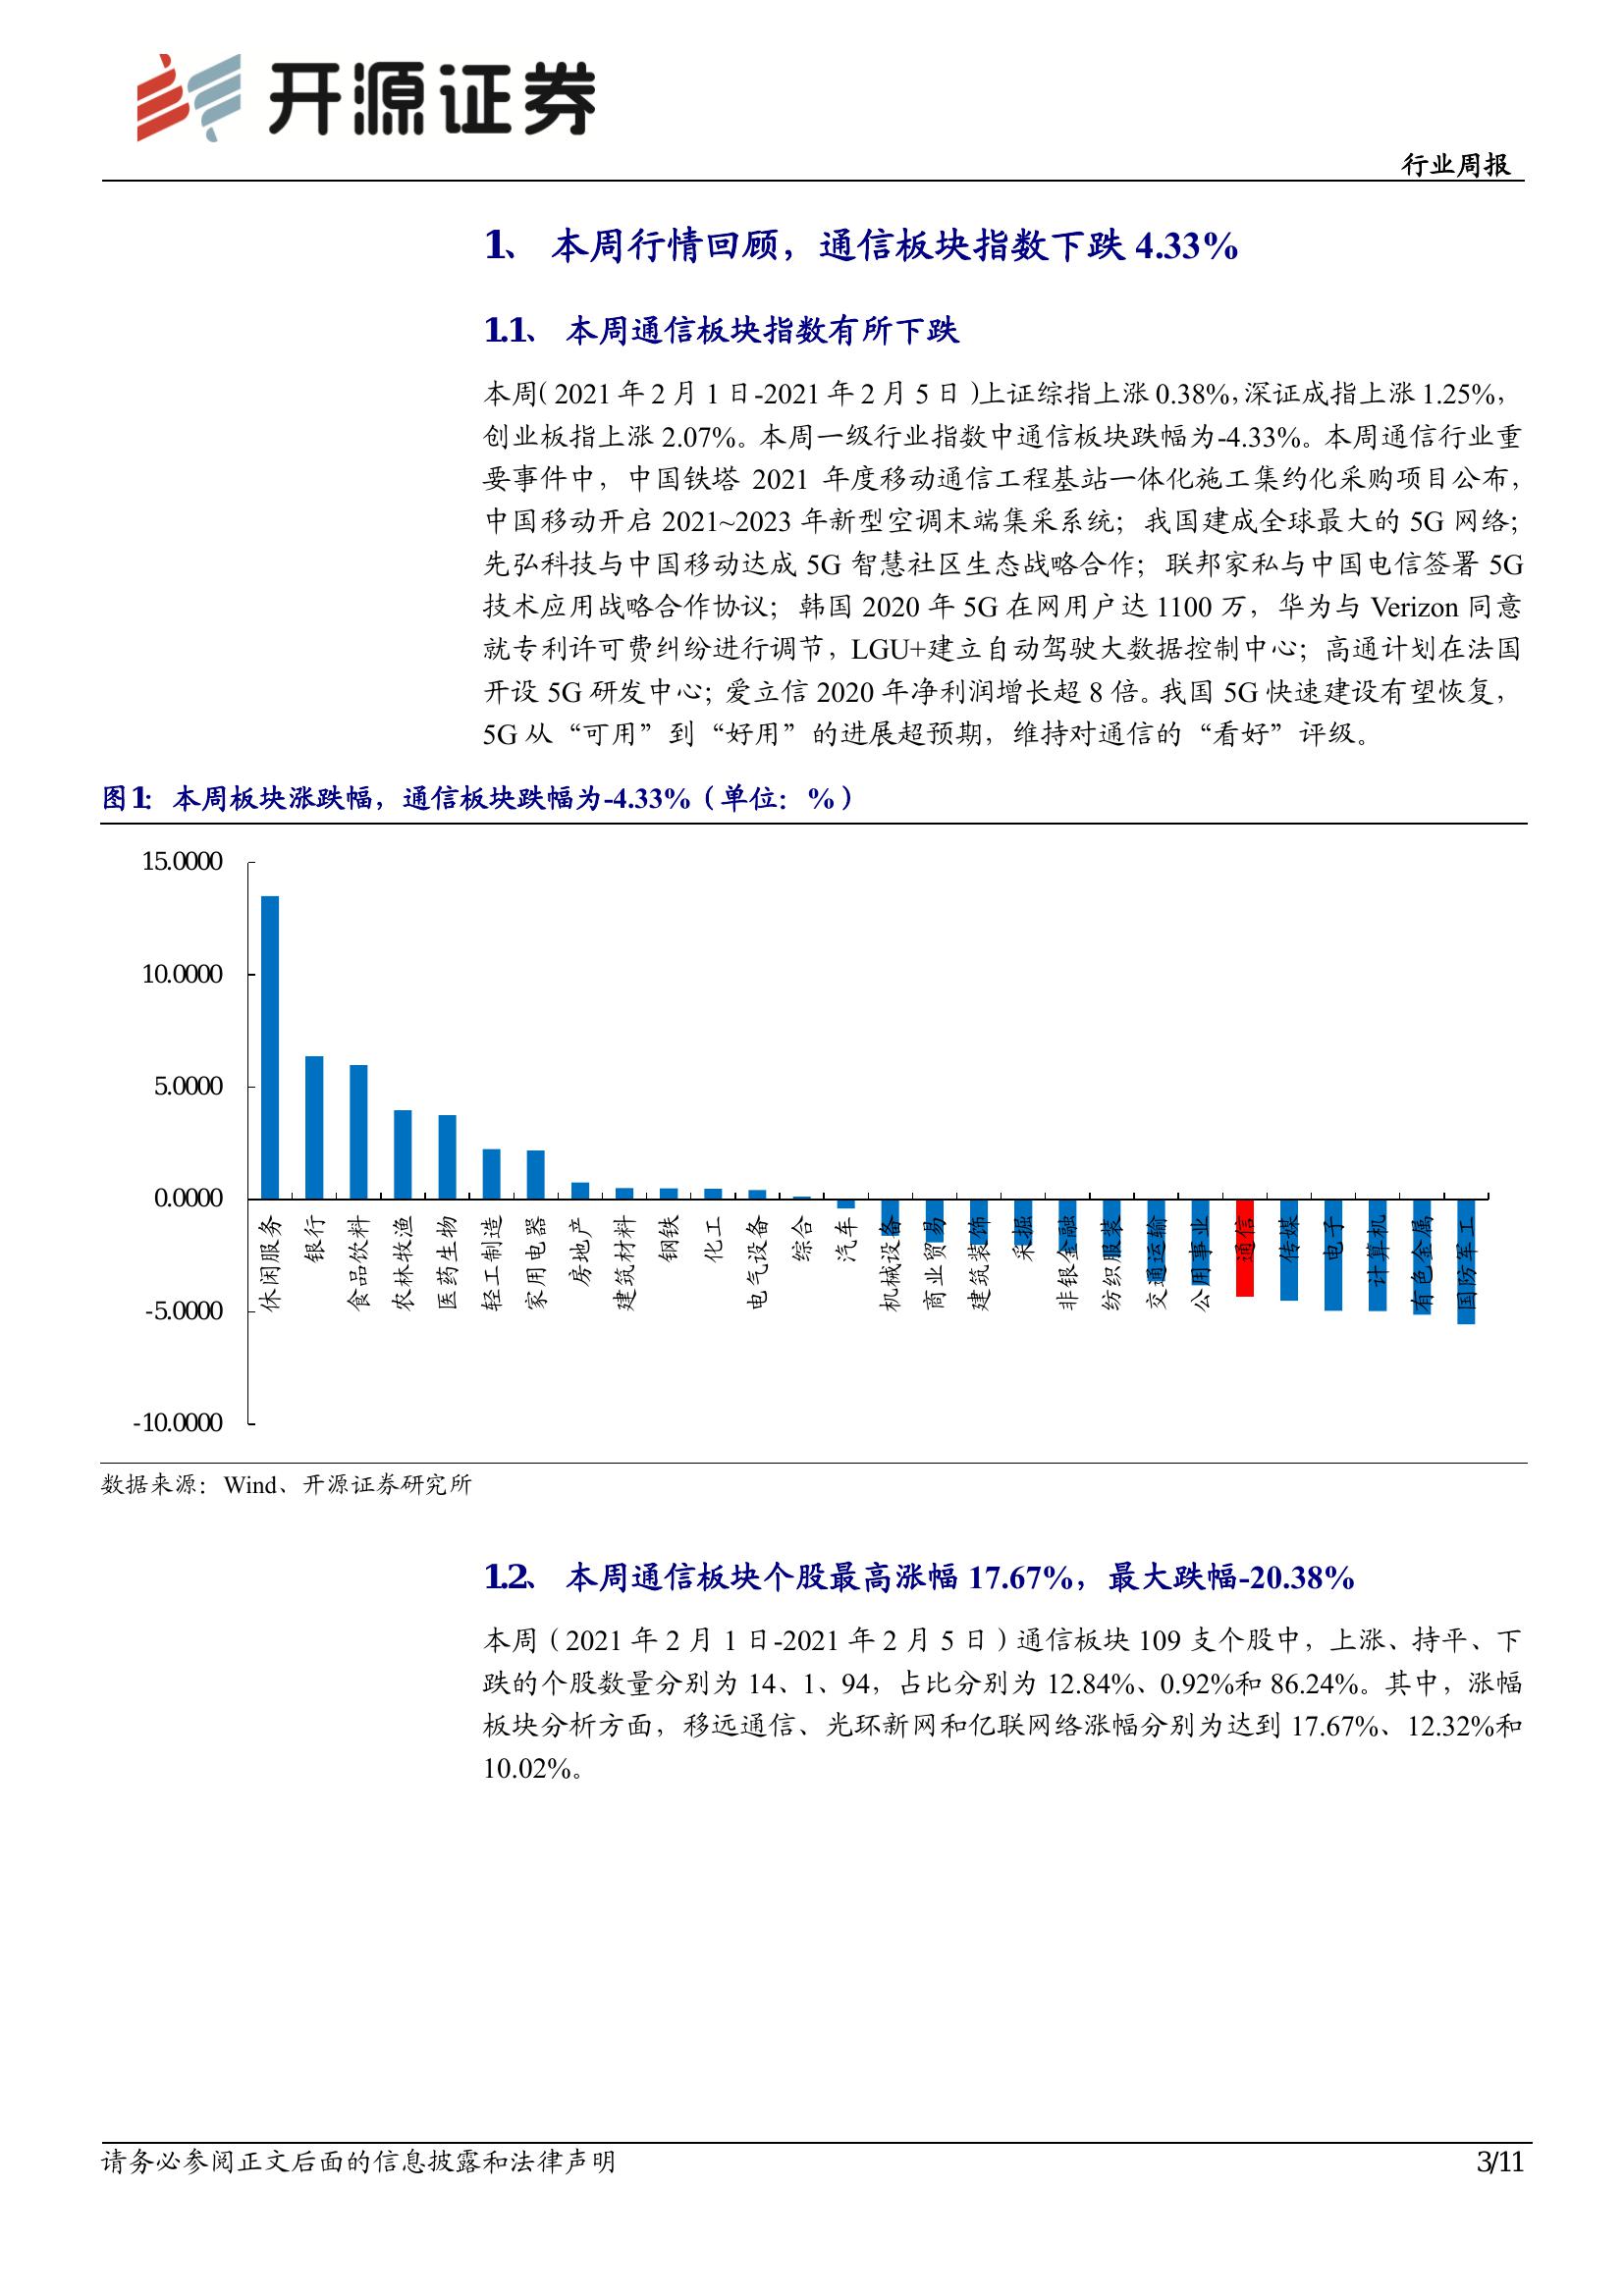 开源证券
行业周报
1、 本周行情回顾，通信板块指数下跌 4.33%
1.1、 本周通信板块指数有所下跌
本周（2021 年 2 月 1 日-2021 年 2 月 5 日）上证综指上涨 0.38%，深证成指上涨 1.25%，
创业板指上涨 2.07%。本周一级行业指数中通信板块跌幅为-4.33%。本周通信行业重
要事件中，中国铁塔 2021 年度移动通信工程基站一体化施工集约化采购项目公布，
中国移动开启 2021~2023 年新型空调末端集采系统；我国建成全球最大的 5G 网络；
先弘科技与中国移动达成 5G 智慧社区生态战略合作；联邦家私与中国电信签署 5G
技术应用战略合作协议；韩国 2020 年 5G 在网用户达 1100 万，华为与 Verizon 同意
就专利许可费纠纷进行调节，LGU+建立自动驾驶大数据控制中心；高通计划在法国
开设 5G 研发中心；爱立信 2020 年净利润增长超 8 倍。我国 5G 快速建设有望恢复，
5G 从“可用”到“好用”的进展超预期，维持对通信的“看好”评级。
图1： 本周板块涨跌幅，通信板块跌幅为-4.33%（单位：%）
15.0000
10.0000
5.0000
0.0000
-5.0000
-10.0000
休闲服务
银行
食品饮料
农林牧渔
医药生物
轻工制造
家用电器
房地产
建筑材料
钢铁
化工
电气设备
综合
汽车
机械设备
商业贸易
建筑装饰
采掘
非银金融
纺织服装
交通运输
公用事业
通信
传媒
电子
计算机
有色金属
国防军工
数据来源：Wind、开源证券研究所
1.2、 本周通信板块个股最高涨幅 17.67%，最大跌幅-20.38%
本周（2021 年 2 月 1 日-2021 年 2 月 5 日）通信板块 109 支个股中，上涨、持平、下
跌的个股数量分别为 14、1、94，占比分别为 12.84%、0.92%和 86.24%。其中，涨幅
板块分析方面，移远通信、光环新网和亿联网络涨幅分别为达到 17.67%、12.32%和
10.02%。
请务必参阅正文后面的信息披露和法律声明
3/11